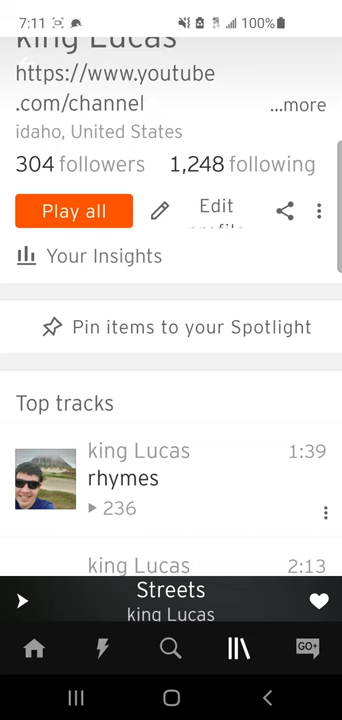 7:11 100%
king Lucas
https://www.youtube
.com/channel ...more
idaho, United States
304 followers 1,248 following
Play all Edit
profile
Your Insights
Pin items to your Spotlight
Top tracks
king Lucas 1:39
rhymes
236
king Lucas 2:13
Streets
king Lucas
GO+